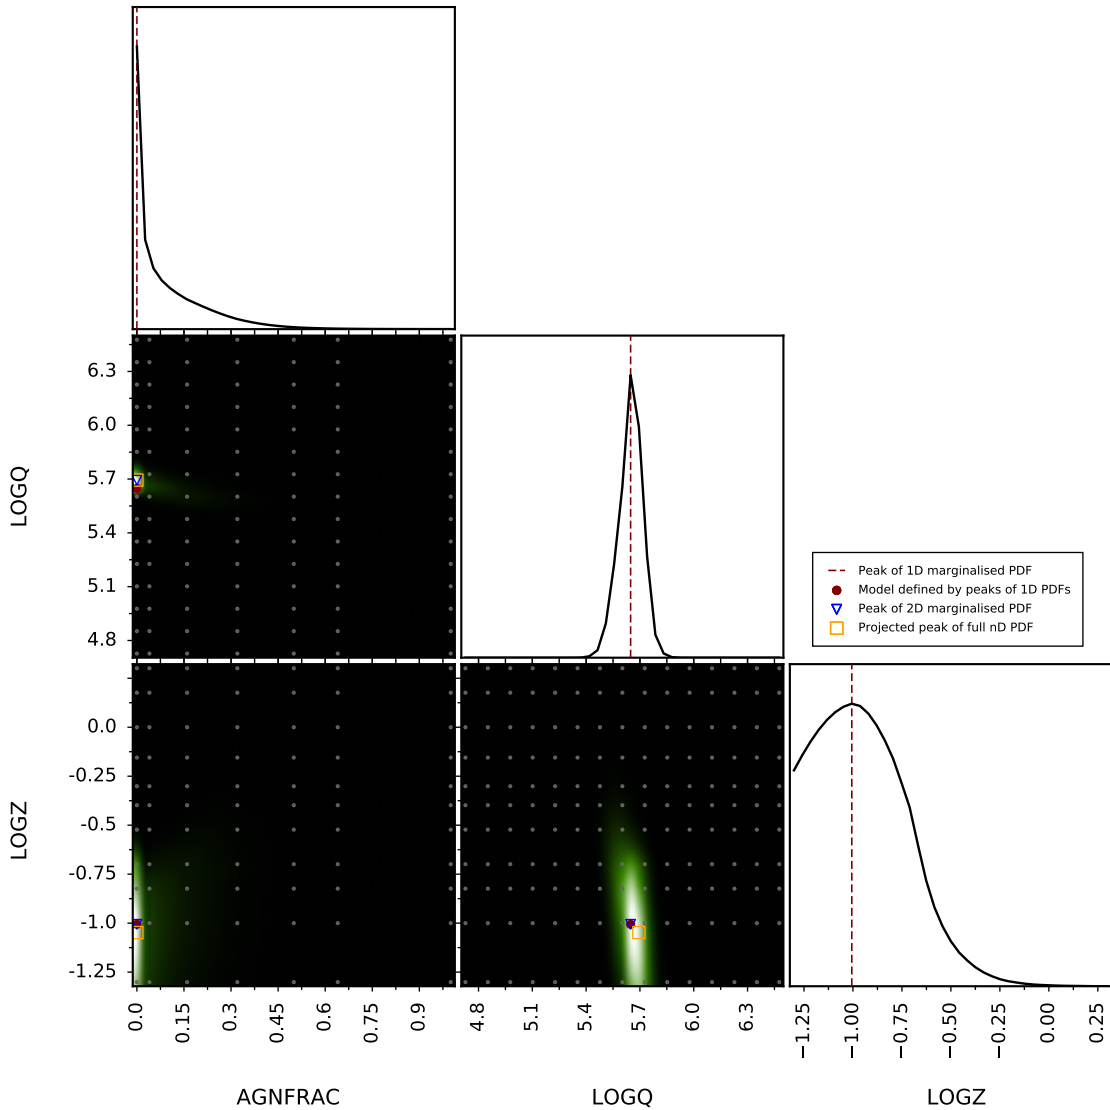 LOGQ
6.3
6.0
5.7
5.4
5.1
4.8
Peak of 1D marginalised PDF
Model defined by peaks of 1D PDFs
Peak of 2D marginalised PDF
Projected peak of full nD PDF
LOGZ
0.0
-0.25
-0.5
-0.75
-1.0
-1.25
0.0 0.15 0.3 0.45 0.6 0.75 0.9
4.8 5.1 5.4 5.7 6.0 6.3
−1.25 −1.00 −0.75 −0.50 −0.25 0.00 0.25
AGNFRAC LOGQ LOGZ